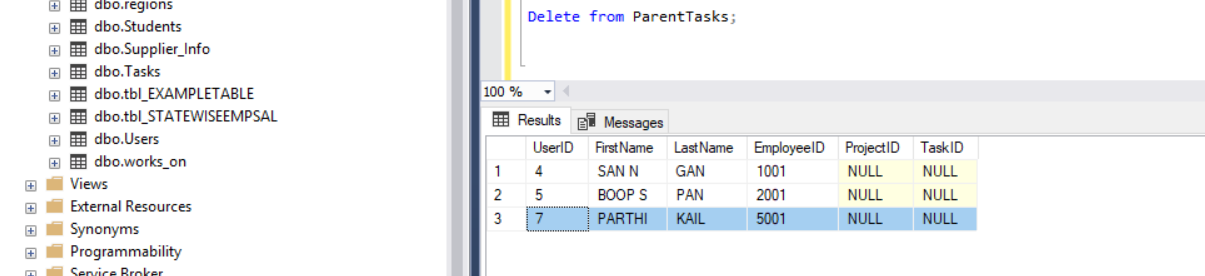 dbo.regions
dbo.Students
dbo.Supplier_Info
dbo.Tasks
dbo.tbl_EXAMPLETABLE
dbo.tbl_STATEWISEEMPSAL
dbo.Users
dbo.works_on
Views
External Resources
Synonyms
Programmability
Service Broker
Delete from ParentTasks;
100 %
Results Messages
UserID FirstName LastName EmployeeID ProjectID TaskID
1 4 SAN N GAN 1001 NULL NULL
2 5 BOOP S PAN 2001 NULL NULL
3 7 PARTHI KAIL 5001 NULL NULL